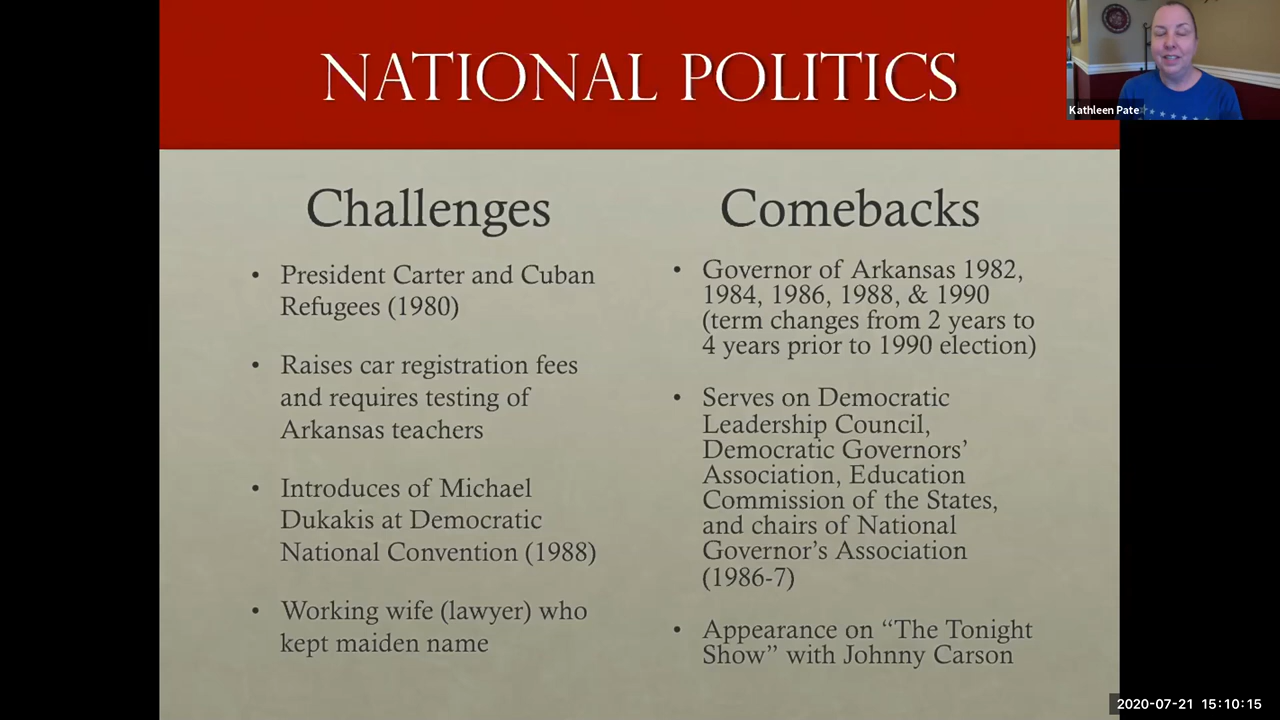 NATIONAL POLITICS
Kathleen Pate
Challenges
• President Carter and Cuban
Refugees (1980)
• Raises car registration fees
and requires testing of
Arkansas teachers
• Introduces of Michael
Dukakis at Democratic
National Convention (1988)
• Working wife (lawyer) who
kept maiden name
Comebacks
• Governor of Arkansas 1982,
1984, 1986, 1988, & 1990
(term changes from 2 years to
4 years prior to 1990 election)
• Serves on Democratic
Leadership Council,
Democratic Governors’
Association, Education
Commission of the States,
and chairs of National
Governor’s Association
(1986-7)
• Appearance on “The Tonight
Show” with Johnny Carson
2020-07-21 15:10:15